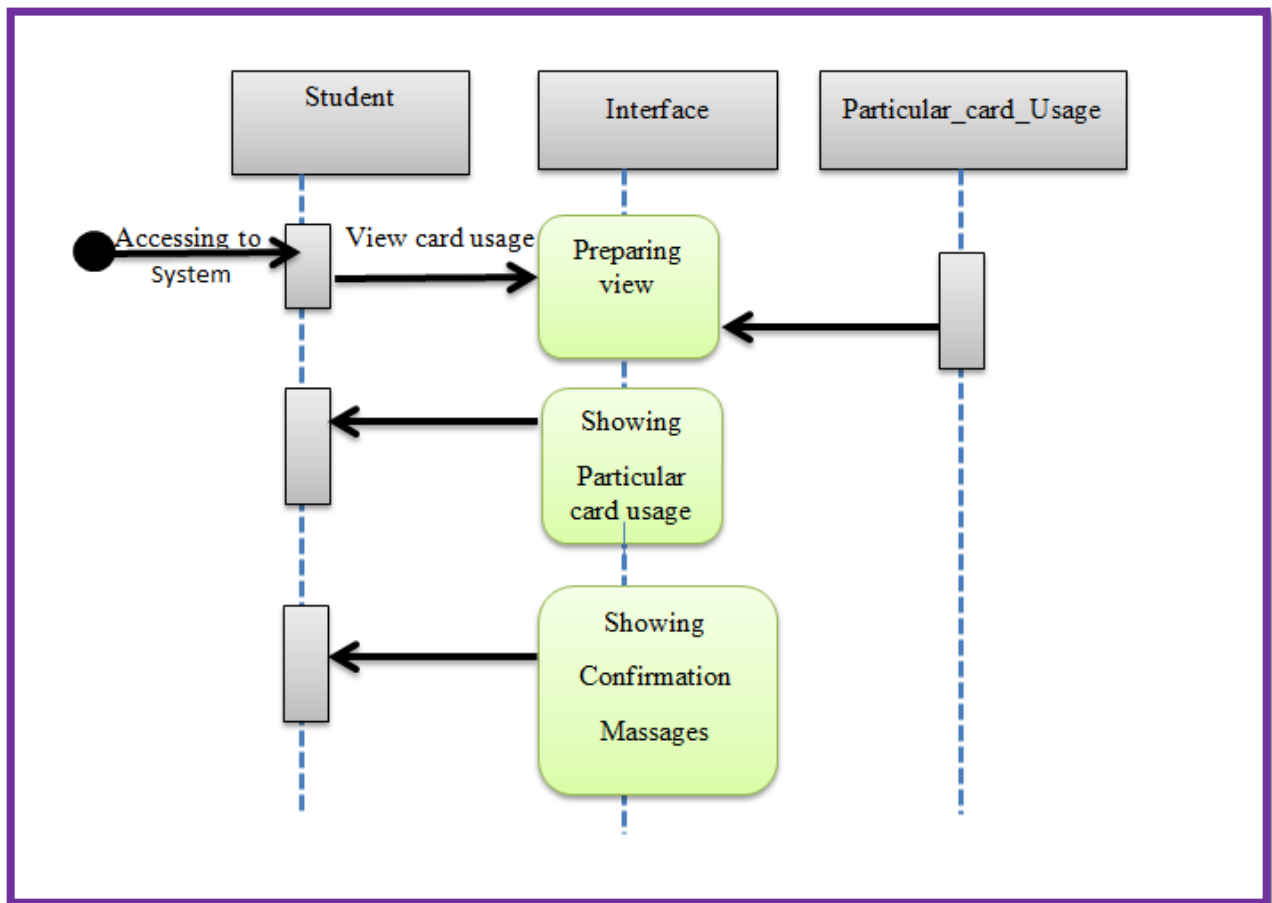 Student
Interface
Particular_card_Usage
Accessing to
System
View card usage
Preparing
view
Showing
Particular
card usage
Showing
Confirmation
Massages